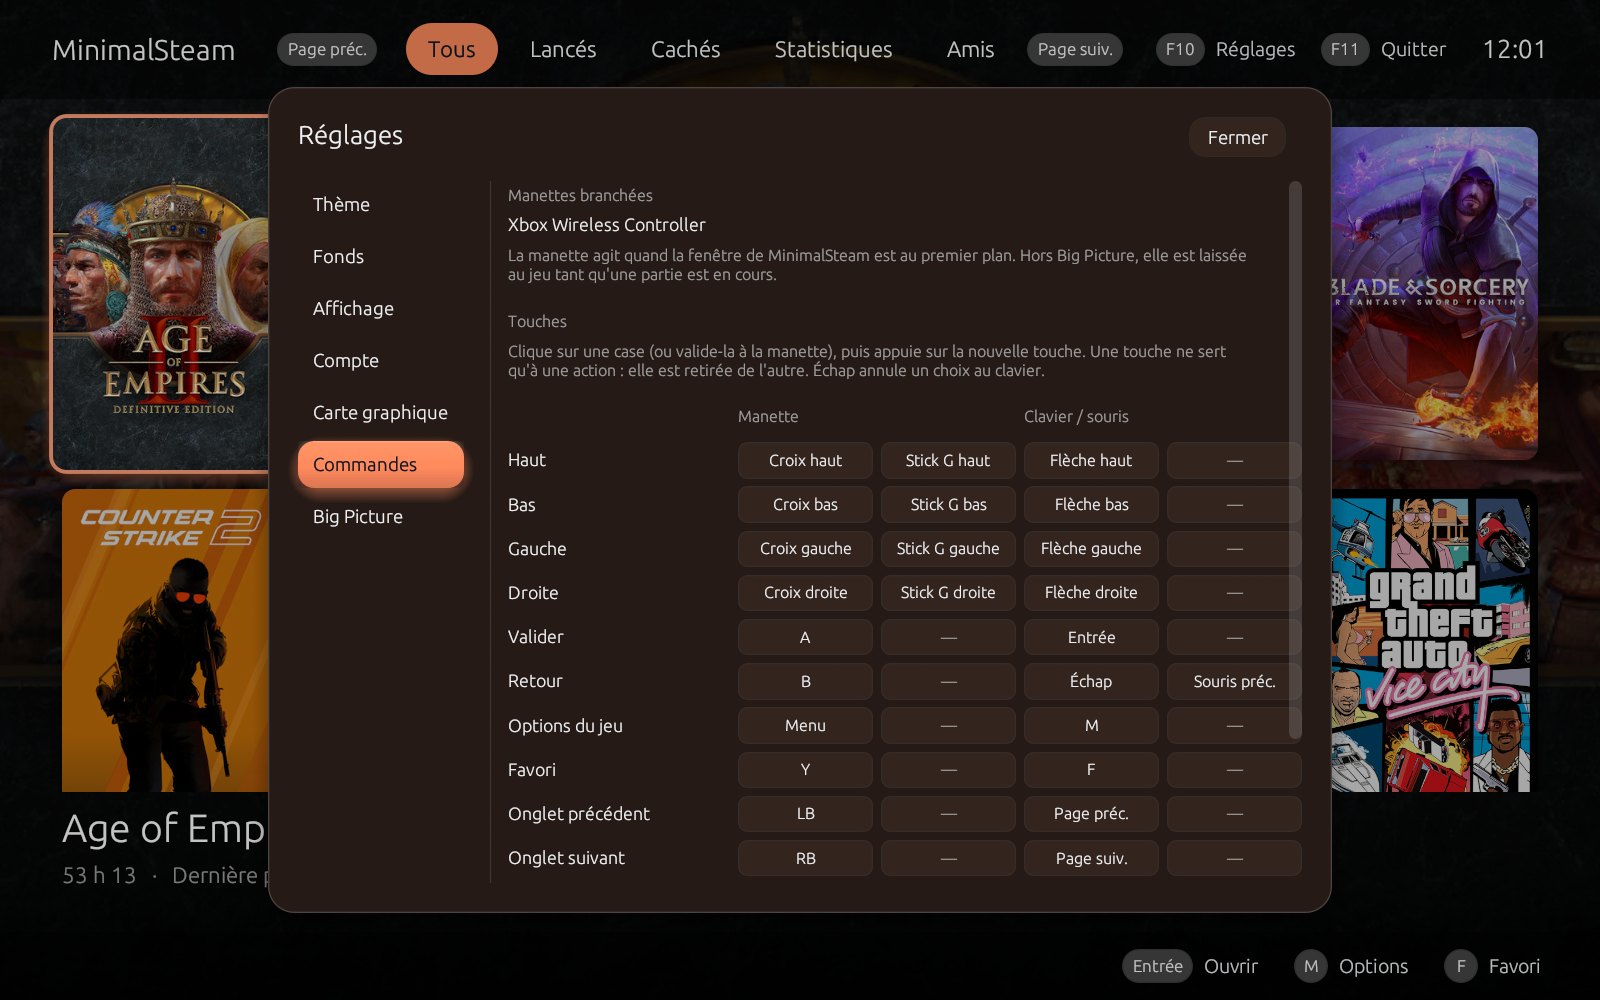 MinimalSteam Page préc. Tous Lancés Cachés Statistiques Amis Page suiv. F10 Réglages F11 Quitter 12:01
Réglages
Fermer
Thème
Fonds
Affichage
Compte
Carte graphique
Commandes
Big Picture
Manettes branchées
Xbox Wireless Controller
La manette agit quand la fenêtre de MinimalSteam est au premier plan. Hors Big Picture, elle est laissée
au jeu tant qu'une partie est en cours.
Touches
Clique sur une case (ou valide-la à la manette), puis appuie sur la nouvelle touche. Une touche ne sert
qu'à une action : elle est retirée de l'autre. Échap annule un choix au clavier.
Manette Clavier / souris
Haut Croix haut Stick G haut Flèche haut —
Bas Croix bas Stick G bas Flèche bas —
Gauche Croix gauche Stick G gauche Flèche gauche —
Droite Croix droite Stick G droite Flèche droite —
Valider A — Entrée —
Retour B — Échap Souris préc.
Options du jeu Menu — M —
Favori Y — F —
Onglet précédent LB — Page préc. —
Onglet suivant RB — Page suiv. —
AGE
OF
EMPIRES
II
DEFINITIVE EDITION
COUNTER
STRIKE 2
BLADE & SORCERY
R FANTASY SWORD FIGHTING
grand
theft
auto
vice city
Age of Emp
53 h 13 · Dernière p
Entrée Ouvrir M Options F Favori